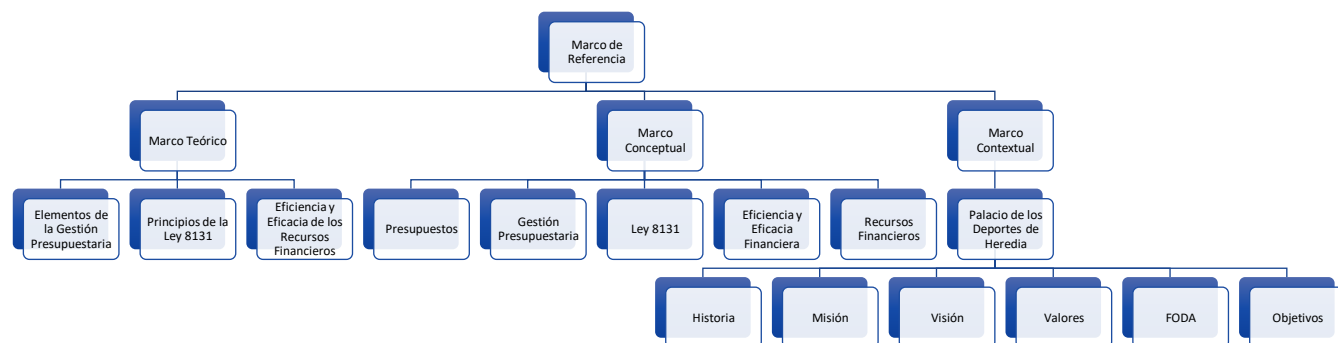 Marco de
Referencia
Marco Teórico
Marco
Conceptual
Marco
Contextual
Elementos de
la Gestión
Presupuestaria
Principios de la
Ley 8131
Eficiencia y
Eficacia de los
Recursos
Financieros
Presupuestos
Gestión
Presupuestaria
Ley 8131
Eficiencia y
Eficacia
Financiera
Recursos
Financieros
Palacio de los
Deportes de
Heredia
Historia
Misión
Visión
Valores
FODA
Objetivos